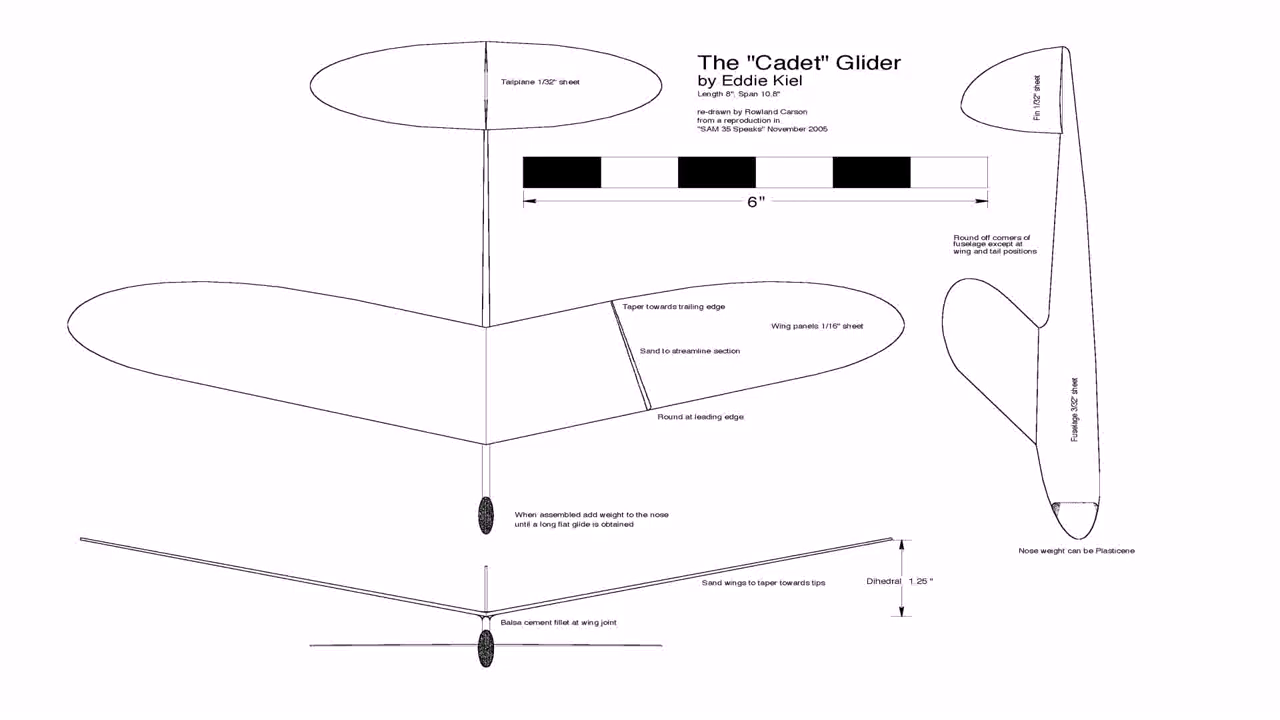 The "Cadet" Glider
by Eddie Kiel
Length 8", Span 10.8"
re-drawn by Rowland Carson
from a reproduction in
"SAM 35 Speaks" November 2005
Tailplane 1/32" sheet
Fin 1/32" sheet
6"
Round off corners of
fuselage except at
wing and tail positions
Taper towards trailing edge
Wing panels 1/16" sheet
Sand to streamline section
Round at leading edge
Fuselage 3/32" sheet
When assembled add weight to the nose
until a long flat glide is obtained
Nose weight can be Plasticene
Sand wings to taper towards tips
Dihedral 1.25"
Balsa cement fillet at wing joint